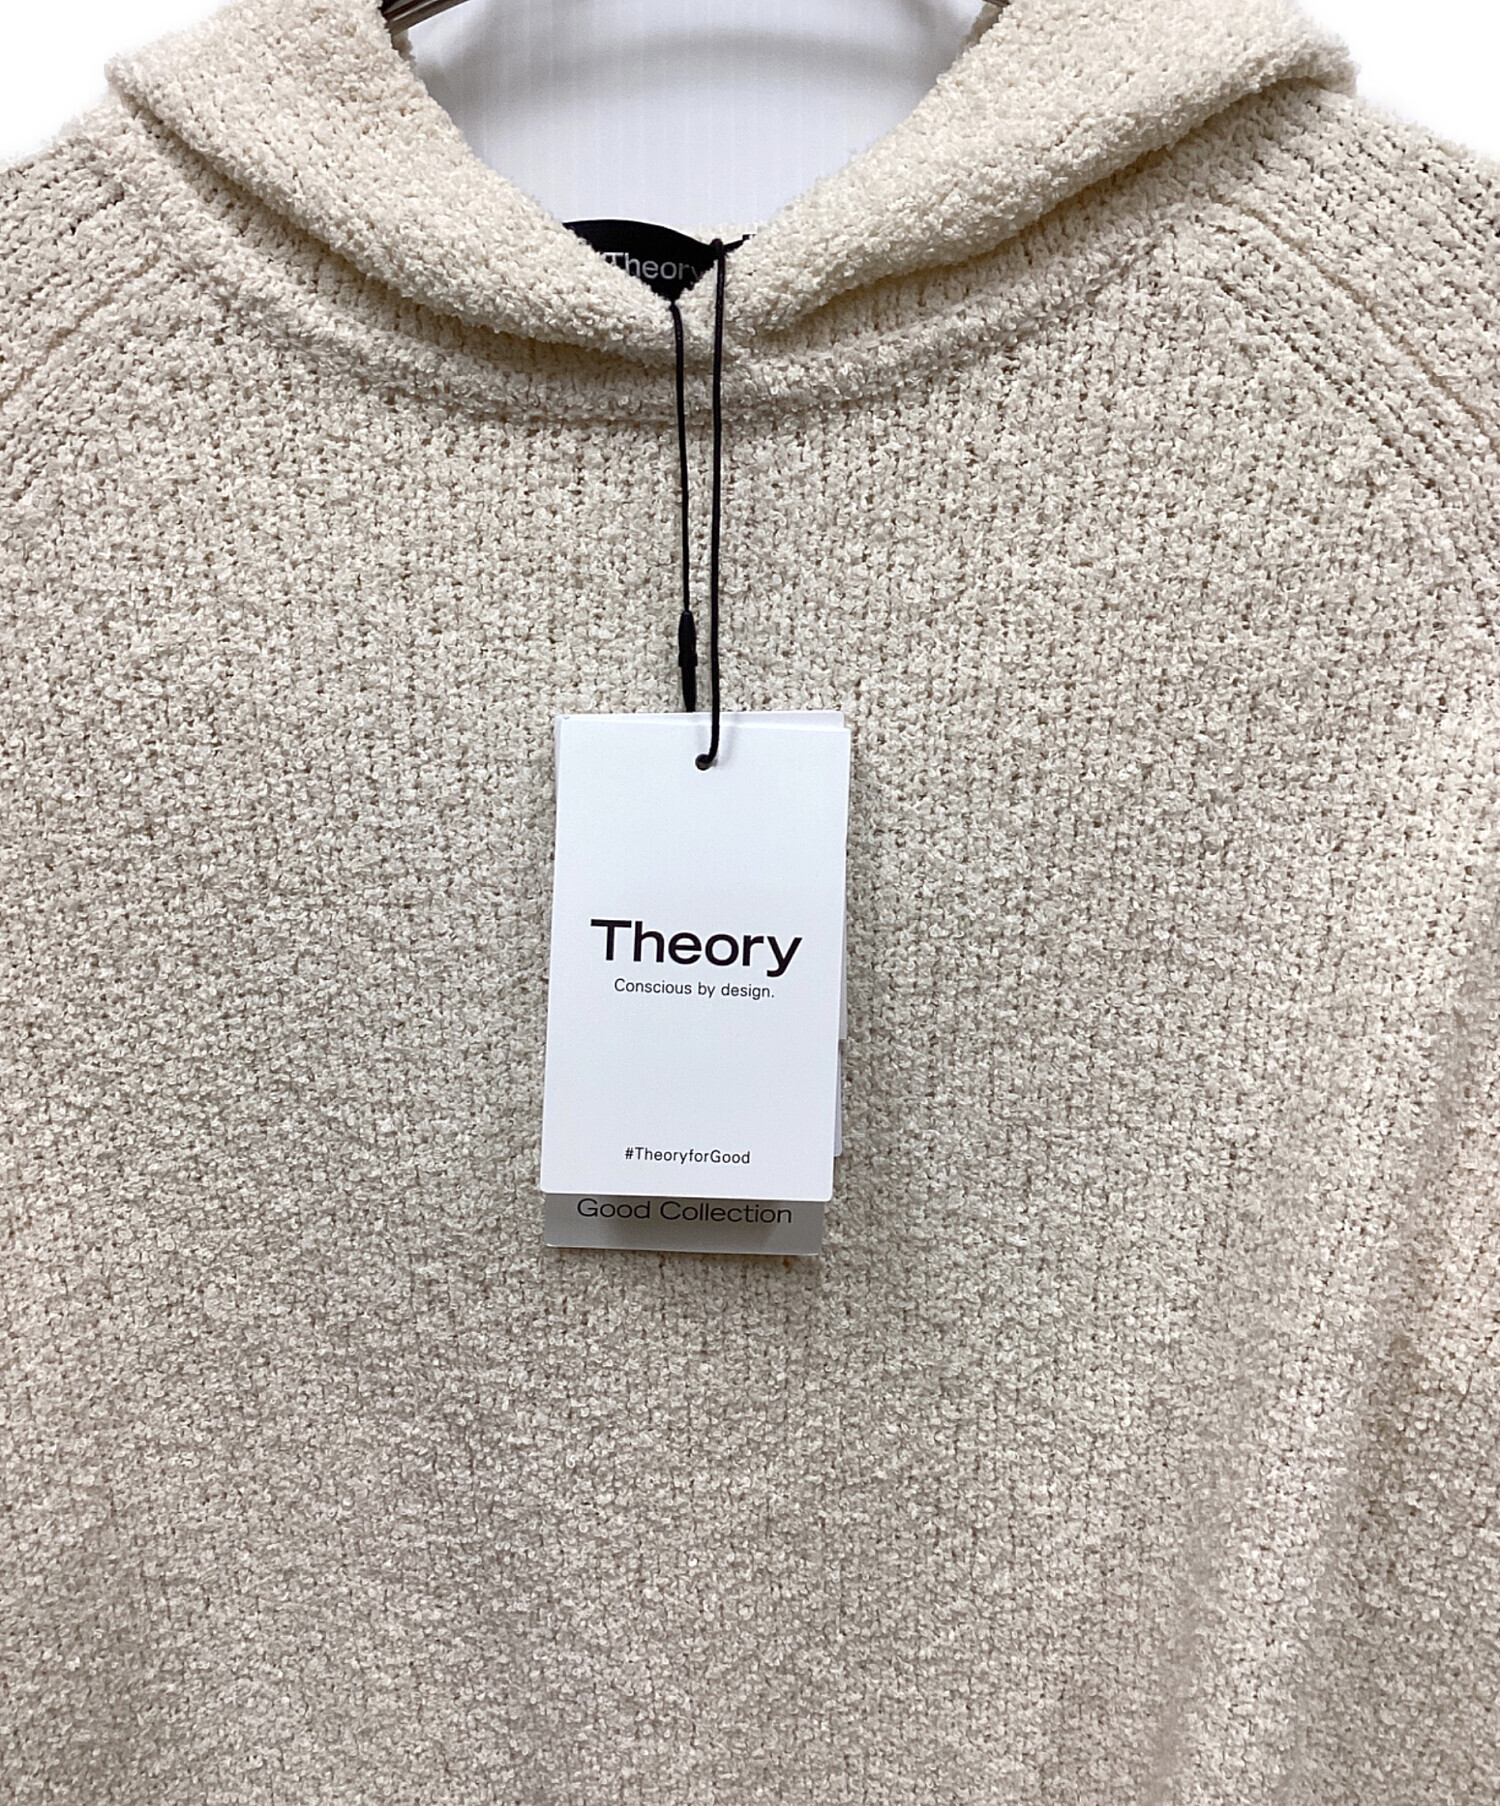 Theory
Theory
Conscious by design.
#TheoryforGood
Good Collection